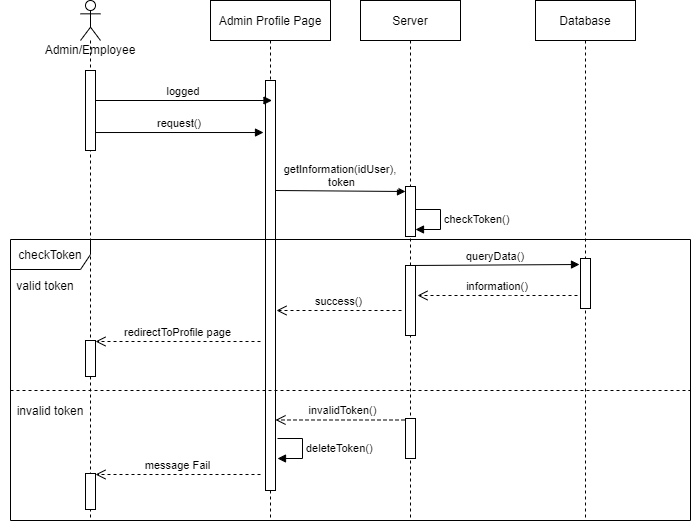 Admin Profile Page
Server
Database
Admin/Employee
logged
request()
getInformation(idUser),
token
checkToken()
checkToken
queryData()
valid token
information()
success()
redirectToProfile page
invalid token
invalidToken()
deleteToken()
message Fail